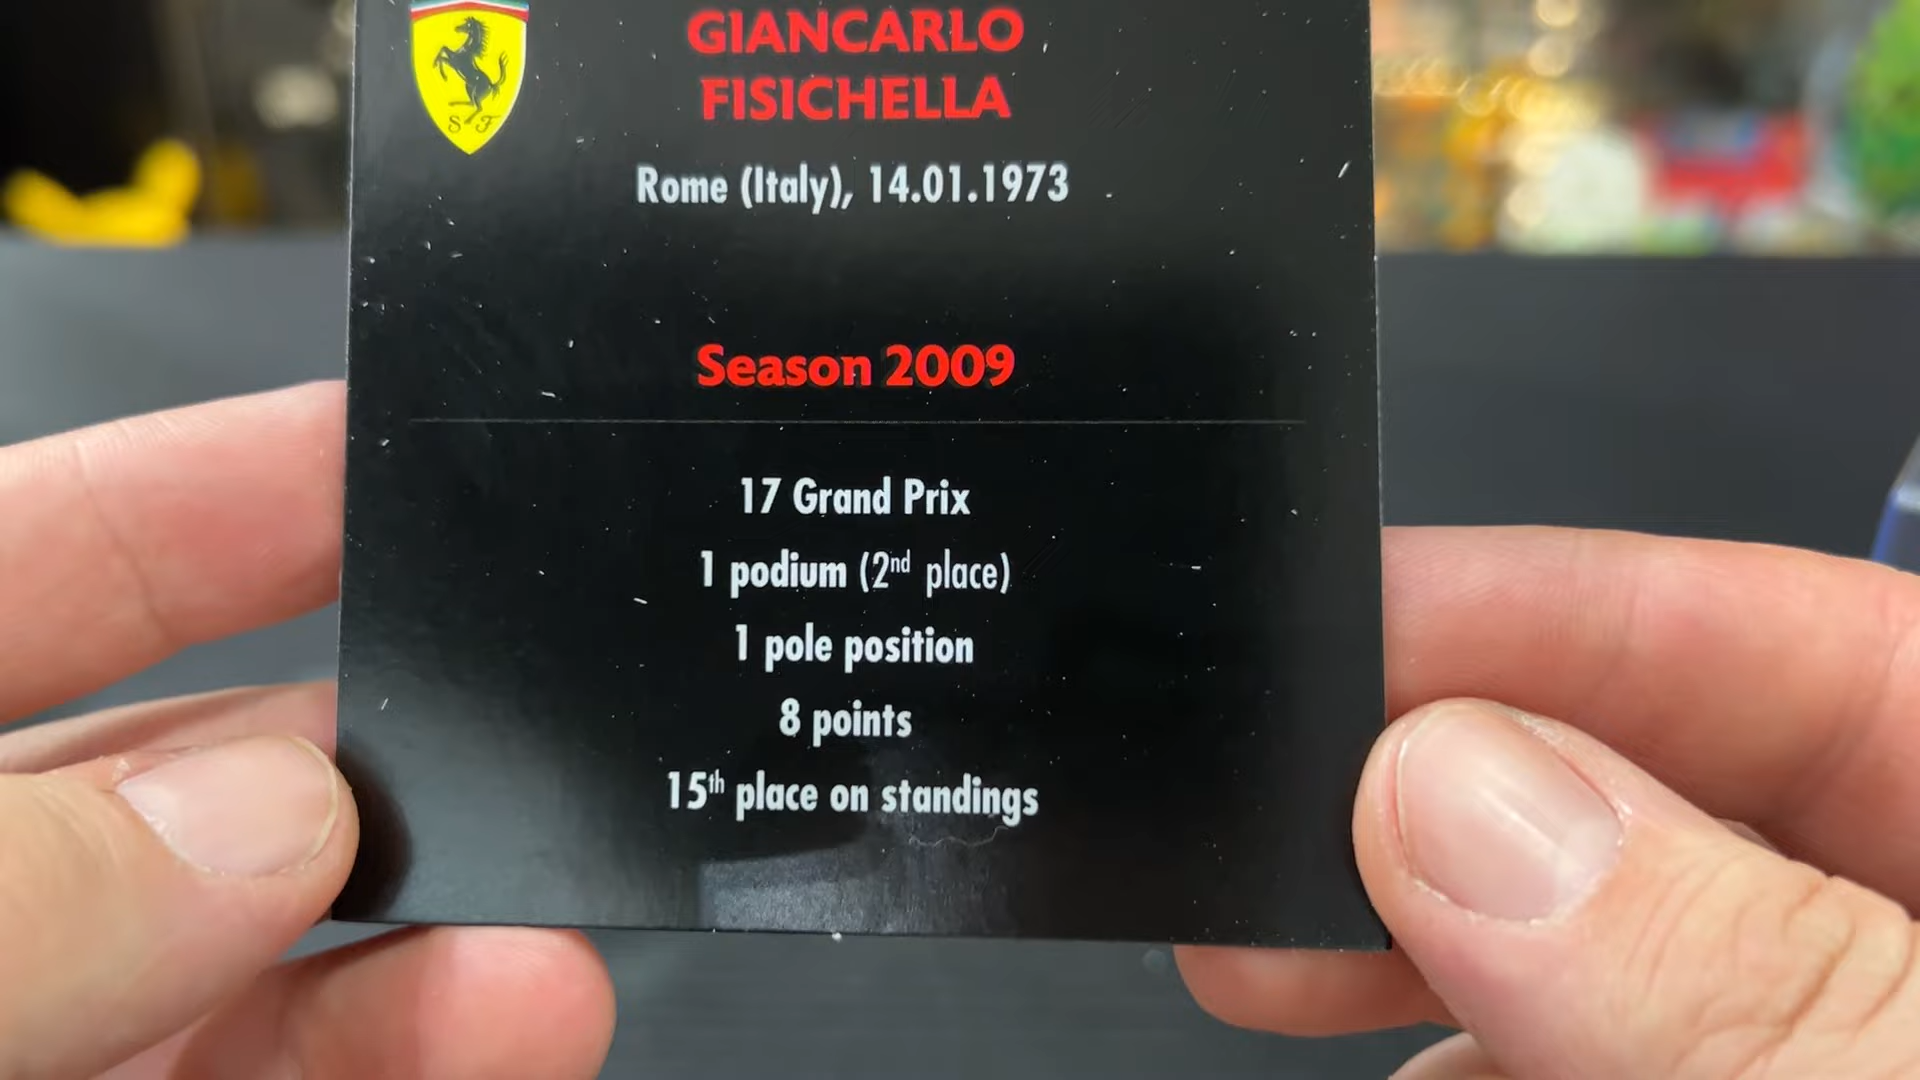 S F
GIANCARLO
FISICHELLA
Rome (Italy), 14.01.1973
Season 2009
17 Grand Prix
1 podium (2nd place)
1 pole position
8 points
15th place on standings